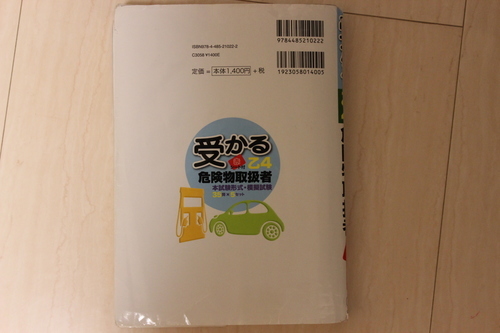 ISBN978-4-485-21022-2
C3058 ¥1400E
定価＝本体1,400円＋税
9784485210222
1923058014005
受かる
乙4
危険物取扱者
本試験形式・模擬試験